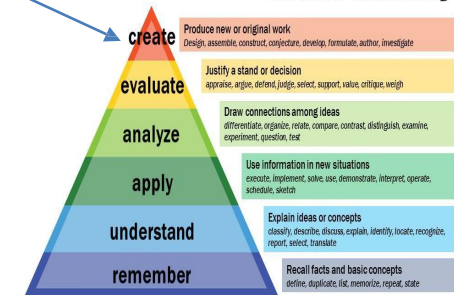 create
Produce new or original work
Design, assemble, construct, conjecture, develop, formulate, author, investigate
evaluate
Justify a stand or decision
appraise, argue, defend, judge, select, support, value, critique, weigh
analyze
Draw connections among ideas
differentiate, organize, relate, compare, contrast, distinguish, examine,
experiment, question, test
apply
Use information in new situations
execute, implement, solve, use, demonstrate, interpret, operate,
schedule, sketch
understand
Explain ideas or concepts
classify, describe, discuss, explain, identify, locate, recognize,
report, select, translate
remember
Recall facts and basic concepts
define, duplicate, list, memorize, repeat, state